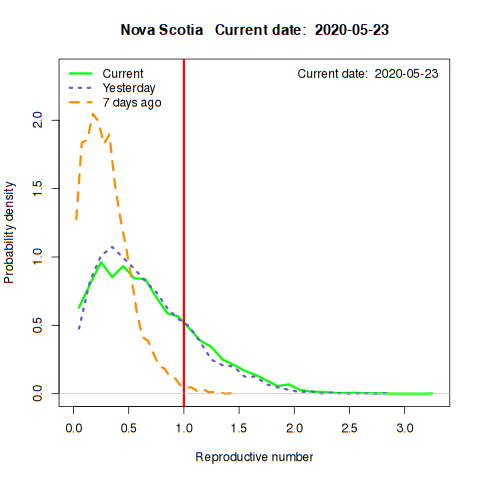 Nova Scotia   Current date:  2020-05-23
Current
Yesterday
7 days ago
Current date:  2020-05-23
Probability density
2.0
1.5
1.0
0.5
0.0
0.0 0.5 1.0 1.5 2.0 2.5 3.0
Reproductive number